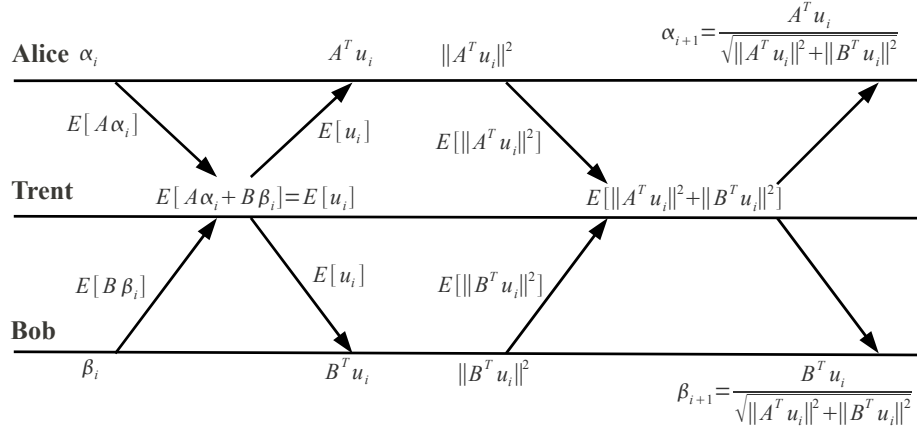 Alice α_i   A^T u_i   ||A^T u_i||^2   α_{i+1} = A^T u_i / √(||A^T u_i||^2 + ||B^T u_i||^2)
E[Aα_i]   E[u_i]   E[||A^T u_i||^2]
Trent   E[Aα_i + Bβ_i] = E[u_i]   E[||A^T u_i||^2 + ||B^T u_i||^2]
E[Bβ_i]   E[u_i]   E[||B^T u_i||^2]
Bob
β_i   B^T u_i   ||B^T u_i||^2   β_{i+1} = B^T u_i / √(||A^T u_i||^2 + ||B^T u_i||^2)